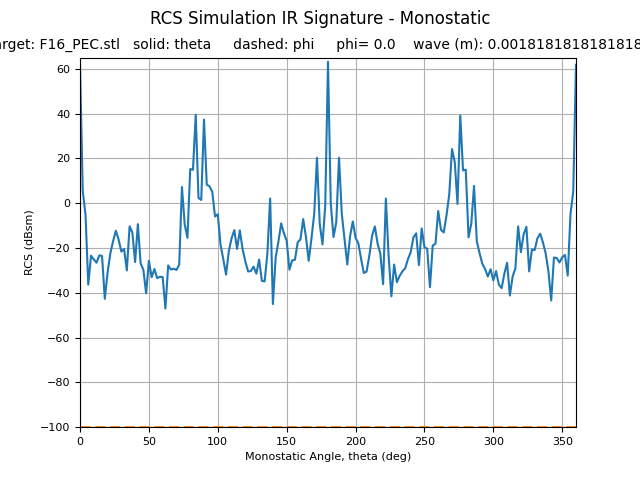 RCS Simulation IR Signature - Monostatic
rget: F16_PEC.stl solid: theta dashed: phi phi= 0.0 wave (m): 0.0018181818181818
60
40
20
0
−20
−40
−60
−80
−100
RCS (dBsm)
0 50 100 150 200 250 300 350
Monostatic Angle, theta (deg)